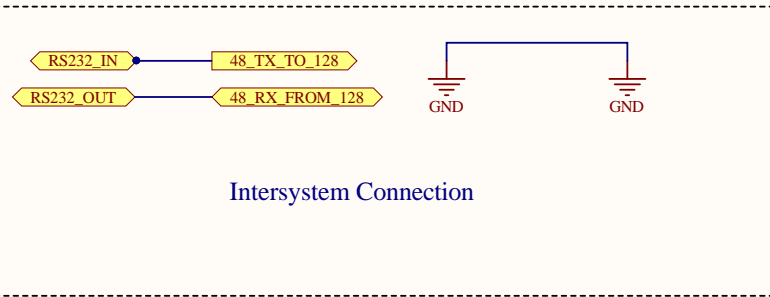 RS232_IN 48_TX_TO_128
RS232_OUT 48_RX_FROM_128
GND GND
Intersystem Connection